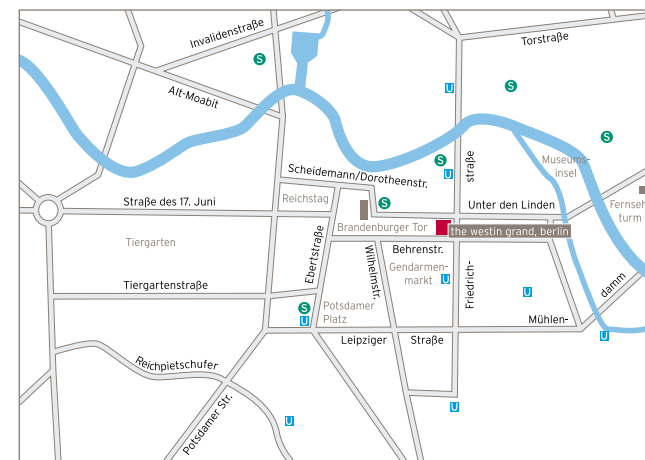 Invalidenstraße
Torstraße
S
U
S
Alt-Moabit
S
S
straße
Museums-
insel
U
Scheidemann/Dorotheenstr.
Straße des 17. Juni
Reichstag
S
Unter den Linden
Fernseh
turm
Brandenburger Tor
the westin grand, berlin
Tiergarten
Ebertstraße
Wilhelmstr.
Behrenstr.
Gendarmen-
markt
U
Friedrich-
Tiergartenstraße
U
damm
S
U
Potsdamer
Platz
Mühlen-
Leipziger
Straße
U
Reichpietschufer
Potsdamer Str.
U
U